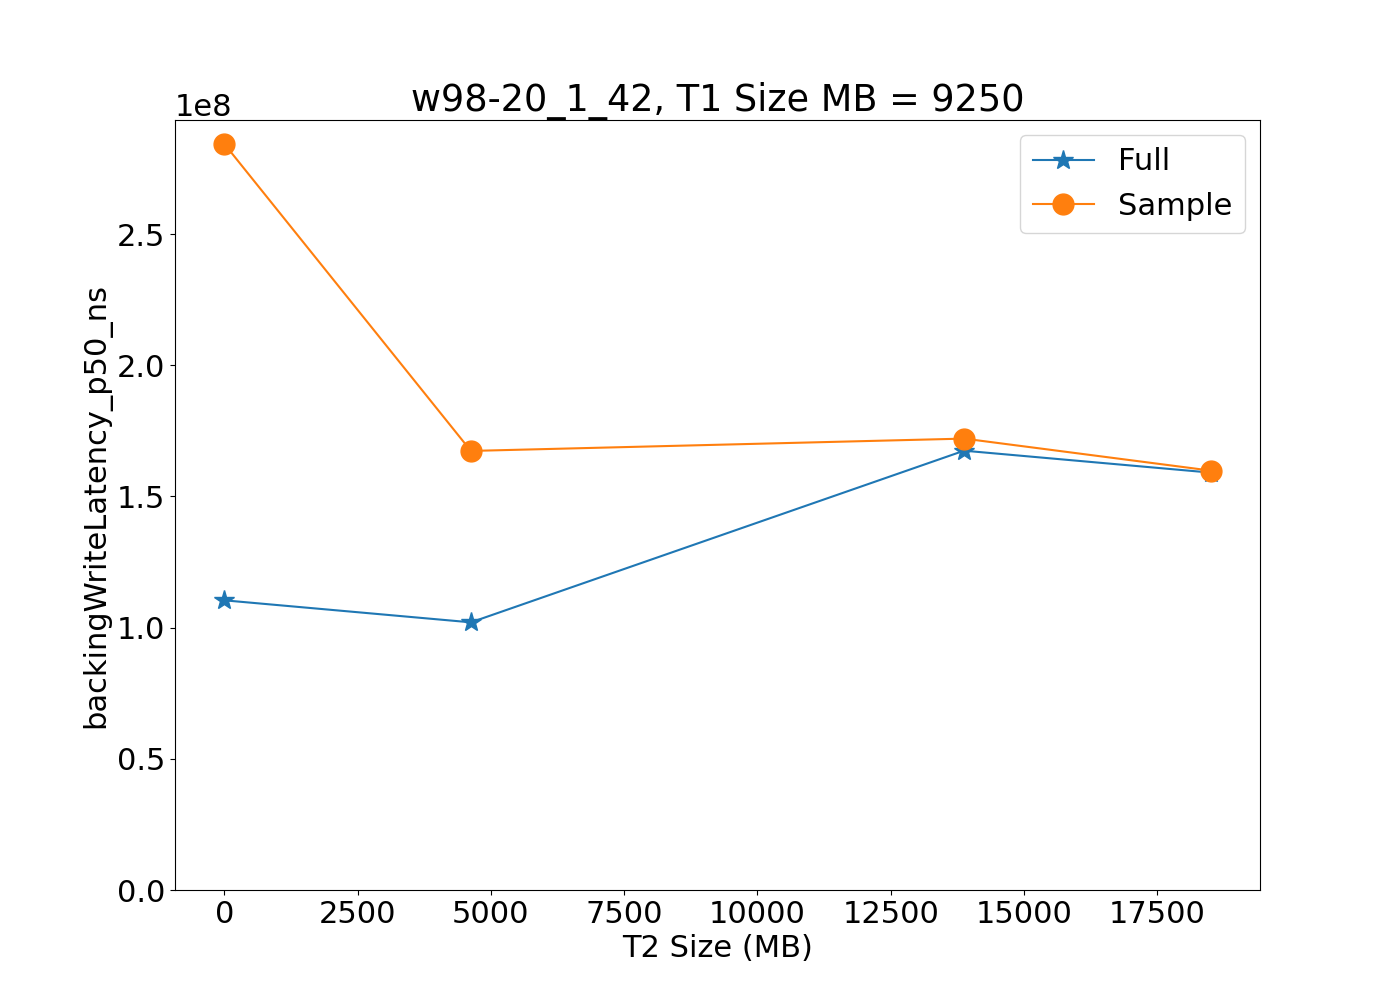 w98-20_1_42, T1 Size MB = 9250
1e8
Full
Sample
backingWriteLatency_p50_ns
2.5
2.0
1.5
1.0
0.5
0.0
0 2500 5000 7500 10000 12500 15000 17500
T2 Size (MB)